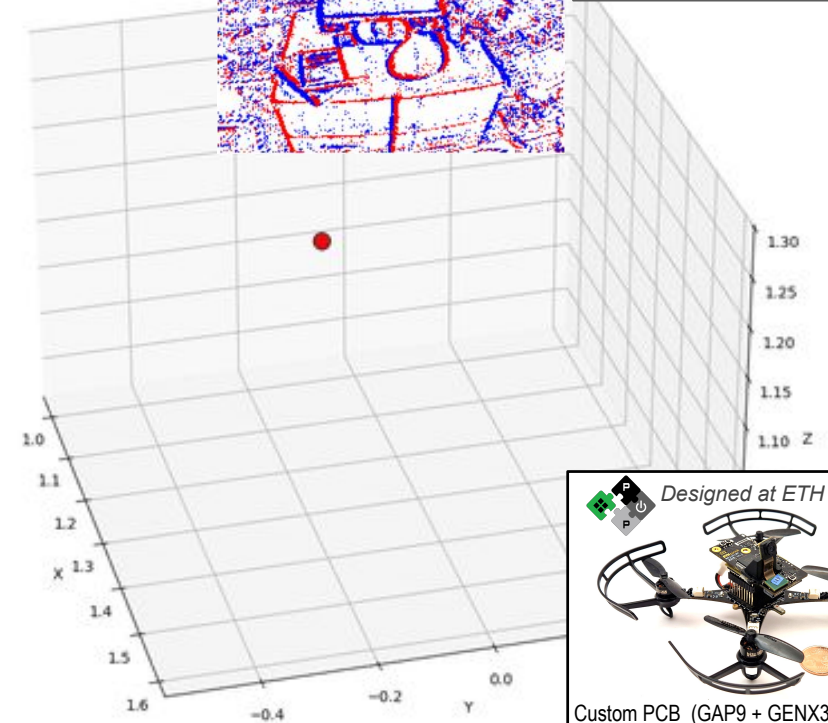 1.30
1.25
1.20
1.15
1.10 Z
1.0
1.1
1.2
X 1.3
1.4
1.5
1.6
−0.4
−0.2
Y
0.0
P
P
Designed at ETH
Custom PCB (GAP9 + GENX3